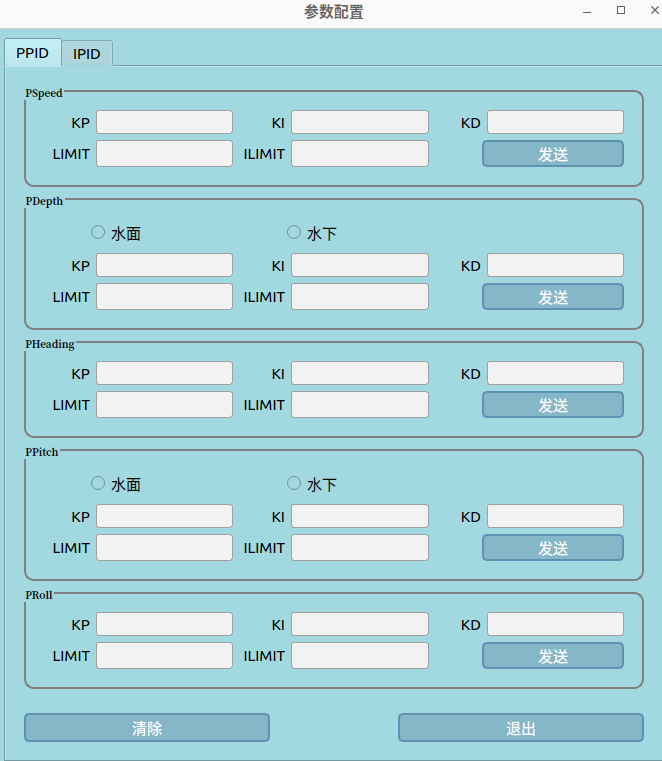 参数配置
PPID IPID
PSpeed
KP KI KD
LIMIT ILIMIT 发送
PDepth
水面 水下
KP KI KD
LIMIT ILIMIT 发送
PHeading
KP KI KD
LIMIT ILIMIT 发送
PPitch
水面 水下
KP KI KD
LIMIT ILIMIT 发送
PRoll
KP KI KD
LIMIT ILIMIT 发送
清除 退出